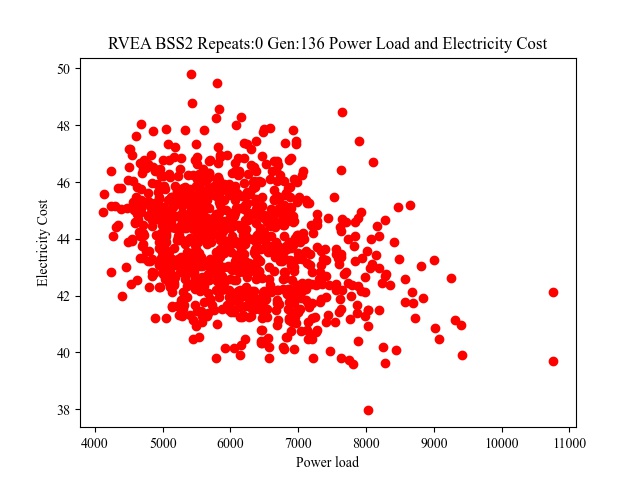 RVEA BSS2 Repeats:0 Gen:136 Power Load and Electricity Cost
50
48
46
44
42
40
38
Electricity Cost
4000 5000 6000 7000 8000 9000 10000 11000
Power load